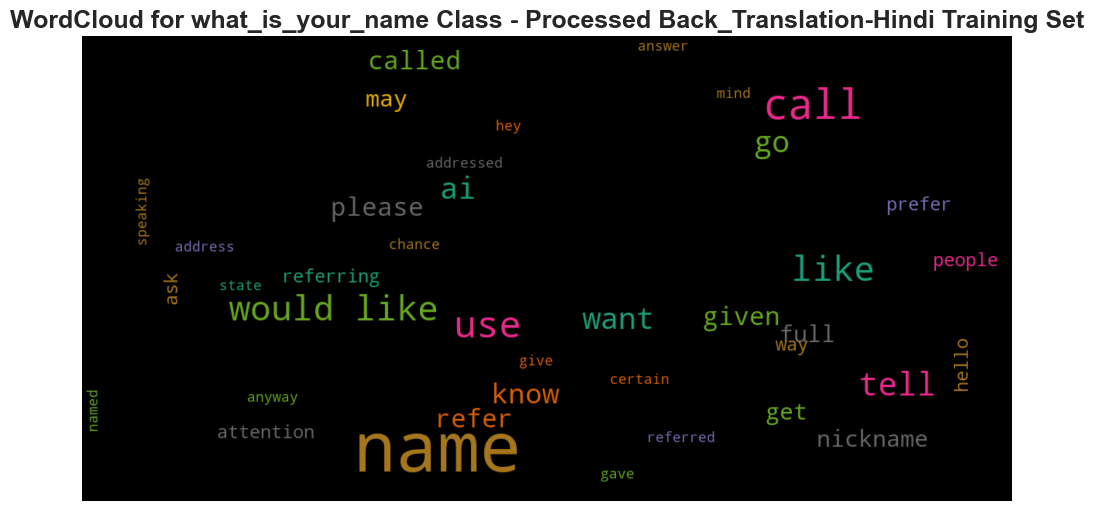 WordCloud for what_is_your_name Class - Processed Back_Translation-Hindi Training Set
answer
called
may
mind
call
hey
go
addressed
ai
please
speaking
prefer
address
chance
people
like
referring
state
ask
would like
use
want
given
full
way
hello
give
certain
tell
know
anyway
named
refer
get
attention
name
referred
nickname
gave